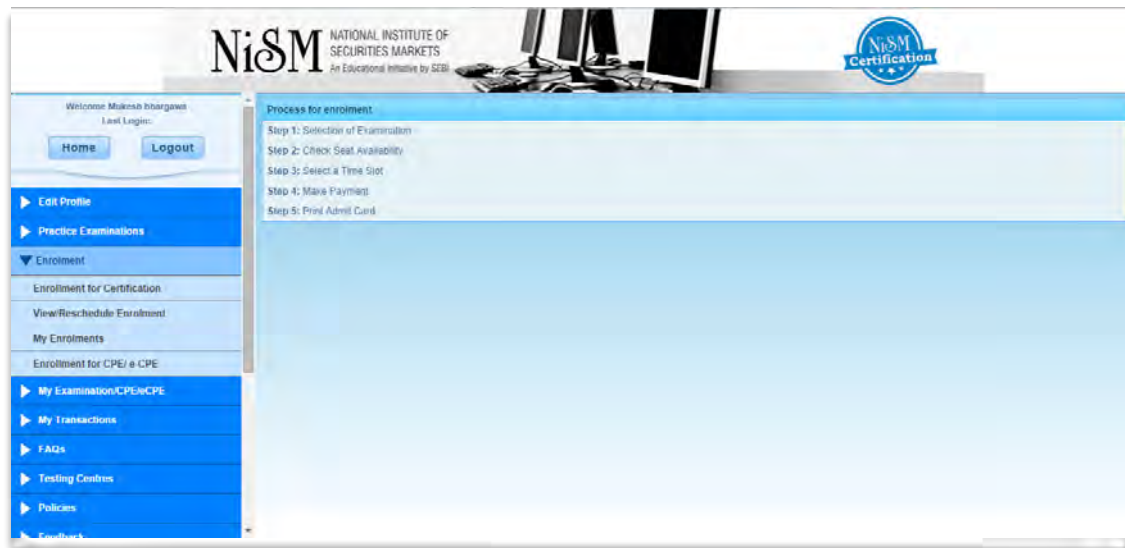 NiSM
NATIONAL INSTITUTE OF
SECURITIES MARKETS
An Educational Initiative by SEBI
NiSM
Certification
Welcome Mukesh bhargawa
Last Login:
Home Logout
Edit Profile
Practice Examinations
Enrolment
Enrollment for Certification
View/Reschedule Enrolment
My Enrolments
Enrollment for CPE/ e CPE
My Examination/CPE/eCPE
My Transactions
FAQs
Testing Centres
Policies
Feedback
Process for enrolment
Step 1: Selection of Examination
Step 2: Check Seat Availability
Step 3: Select a Time Slot
Step 4: Make Payment
Step 5: Print Admit Card